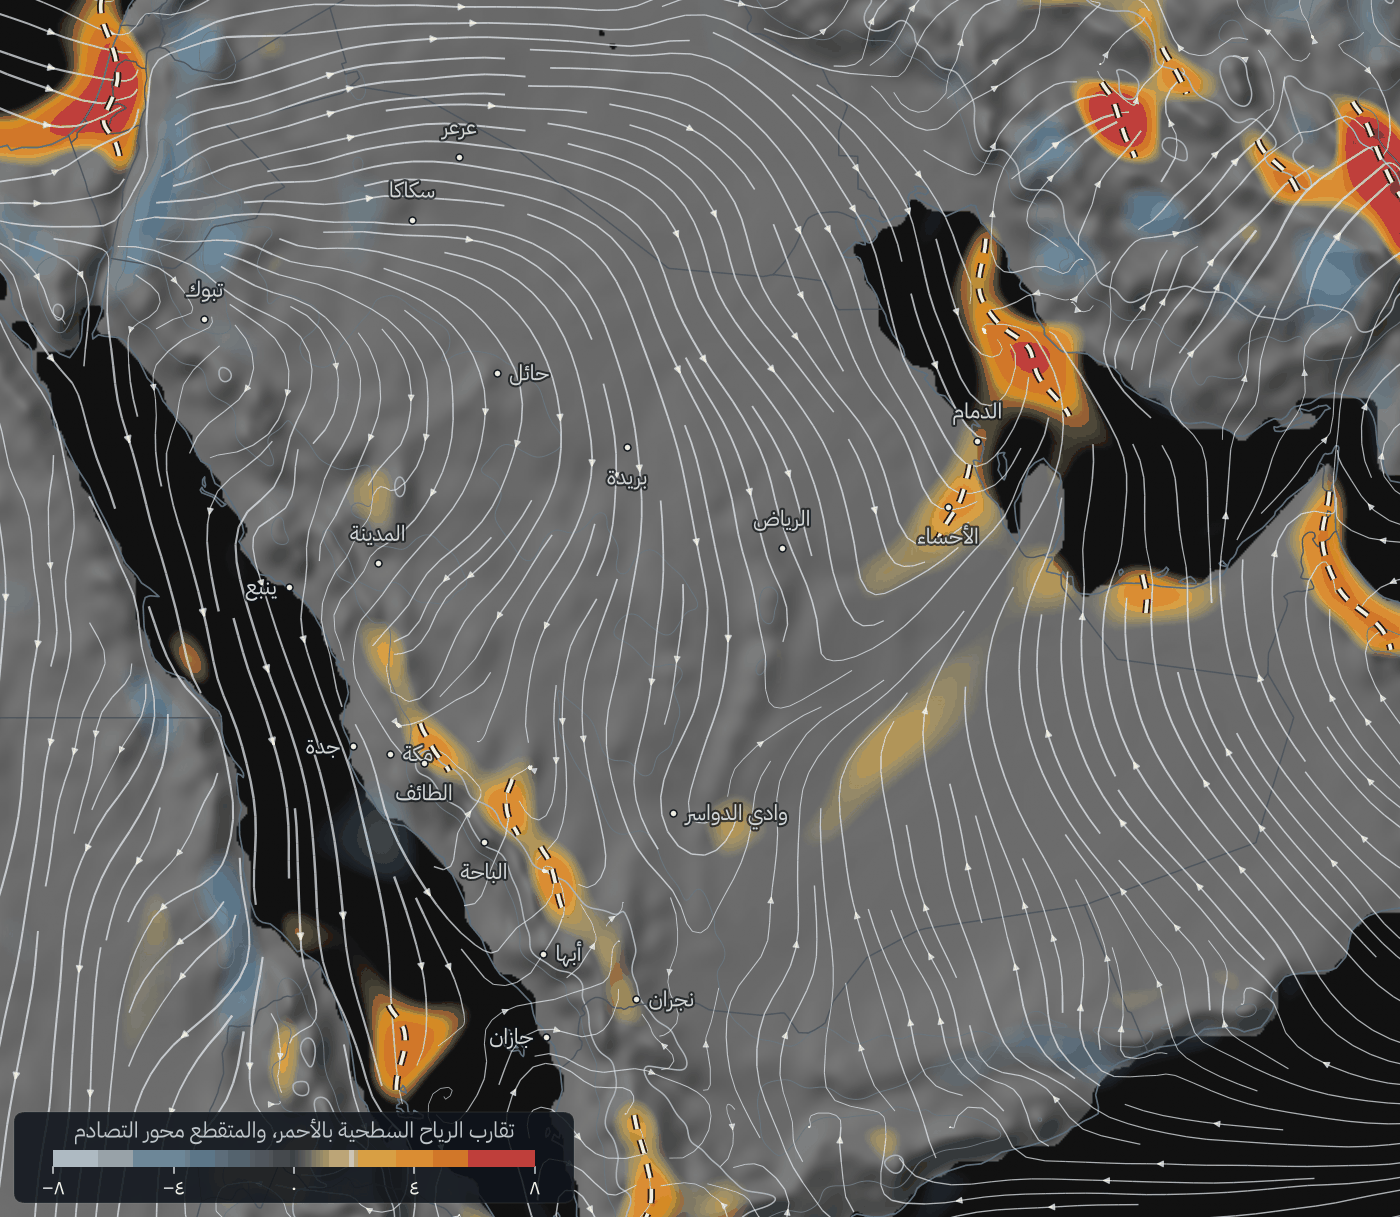 عرعر
سكاكا
تبوك
حائل
الدمام
بريدة
الرياض
المدينة
الأحساء
ينبع
جدة
مكة
الطائف
وادي الدواسر
الباحة
أبها
نجران
جازان
تقارب الرياح السطحية بالأحمر، والمتقطع محور التصادم
−٨ −٤ ٠ ٤ ٨